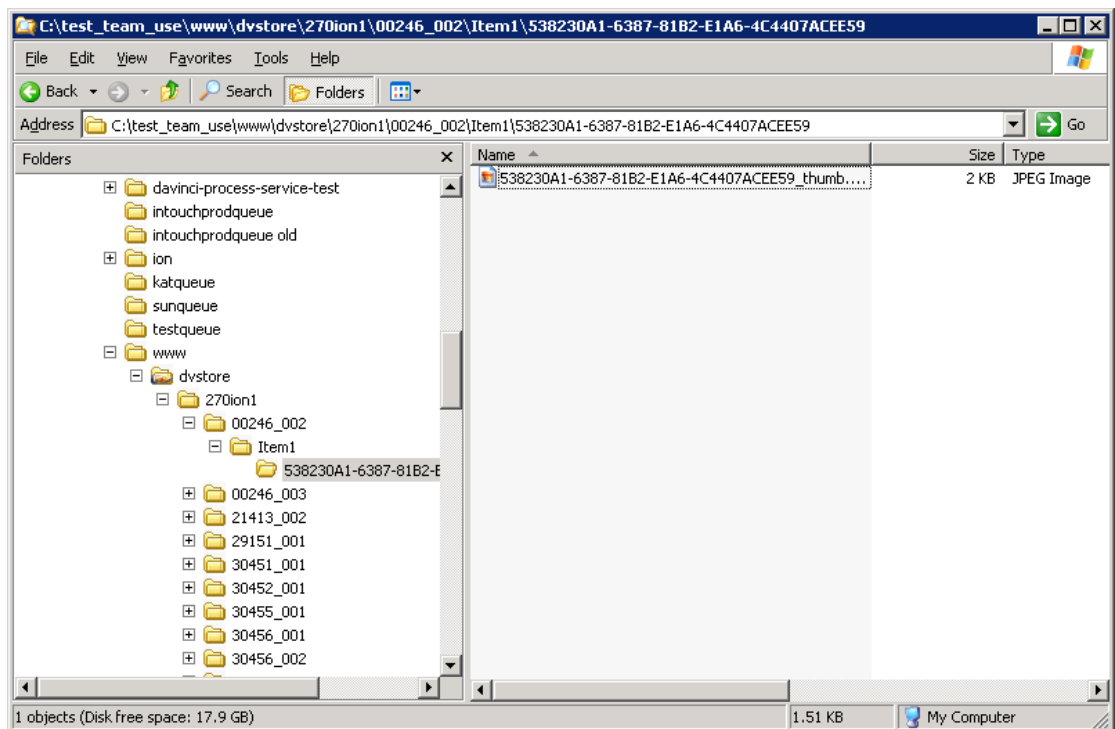 C:\test_team_use\www\dvstore\270ion1\00246_002\Item1\538230A1-6387-81B2-E1A6-4C4407ACEE59
File Edit View Favorites Tools Help
Back Search Folders
Address C:\test_team_use\www\dvstore\270ion1\00246_002\Item1\538230A1-6387-81B2-E1A6-4C4407ACEE59 Go
Folders x
davinci-process-service-test
intouchprodqueue
intouchprodqueue old
ion
katqueue
sunqueue
testqueue
www
dvstore
270ion1
00246_002
Item1
538230A1-6387-81B2-E
00246_003
21413_002
29151_001
30451_001
30452_001
30455_001
30456_001
30456_002
Name Size Type
538230A1-6387-81B2-E1A6-4C4407ACEE59_thumb.... 2 KB JPEG Image
1 objects (Disk free space: 17.9 GB) 1.51 KB My Computer